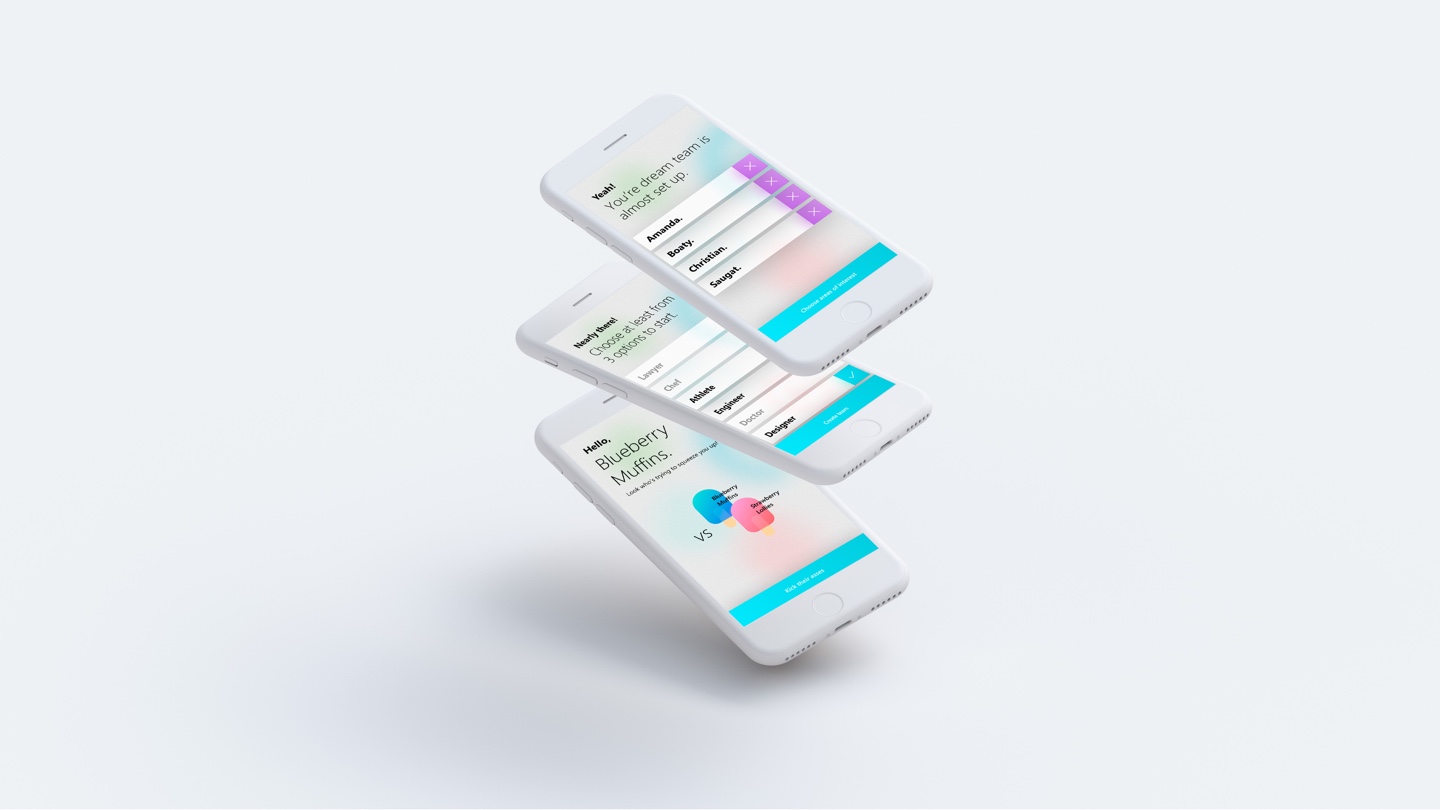 Yeah!
You're dream team is
almost set up.
Amanda.
Boaty.
Christian.
Saugat.
Choose areas of interest
Nearly there!
Choose at least from
3 options to start.
Lawyer
Chef
Athlete
Engineer
Doctor
Designer
Create team
Hello,
Blueberry
Muffins.
Look who's trying to squeeze you up!
Blueberry
Muffins
VS
Strawberry
Lollies
Kick their asses